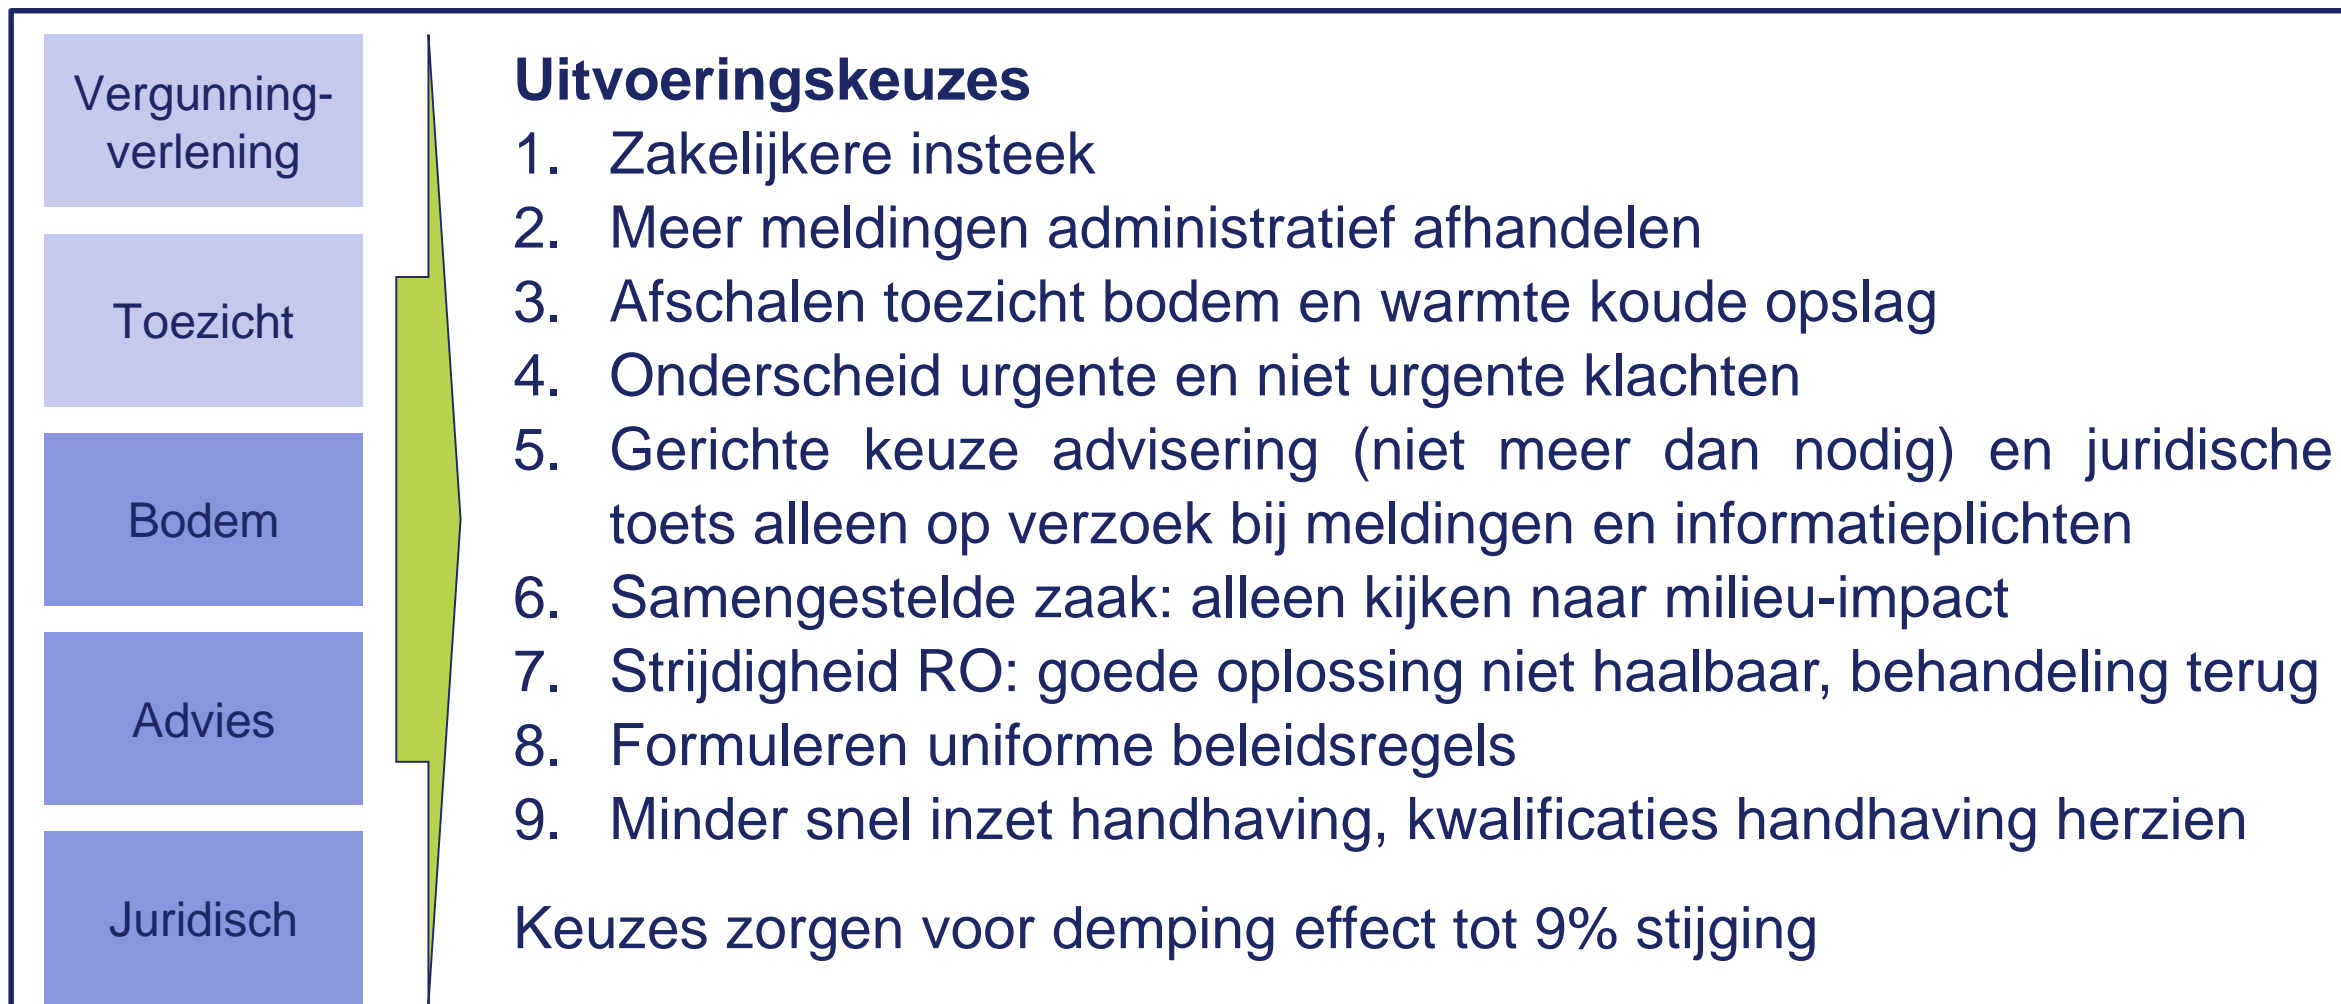 Vergunning-
verlening
Toezicht
Bodem
Advies
Juridisch
Uitvoeringskeuzes
1. Zakelijkere insteek
2. Meer meldingen administratief afhandelen
3. Afschalen toezicht bodem en warmte koude opslag
4. Onderscheid urgente en niet urgente klachten
5. Gerichte keuze advisering (niet meer dan nodig) en juridische
toets alleen op verzoek bij meldingen en informatieplichten
6. Samengestelde zaak: alleen kijken naar milieu-impact
7. Strijdigheid RO: goede oplossing niet haalbaar, behandeling terug
8. Formuleren uniforme beleidsregels
9. Minder snel inzet handhaving, kwalificaties handhaving herzien
Keuzes zorgen voor demping effect tot 9% stijging